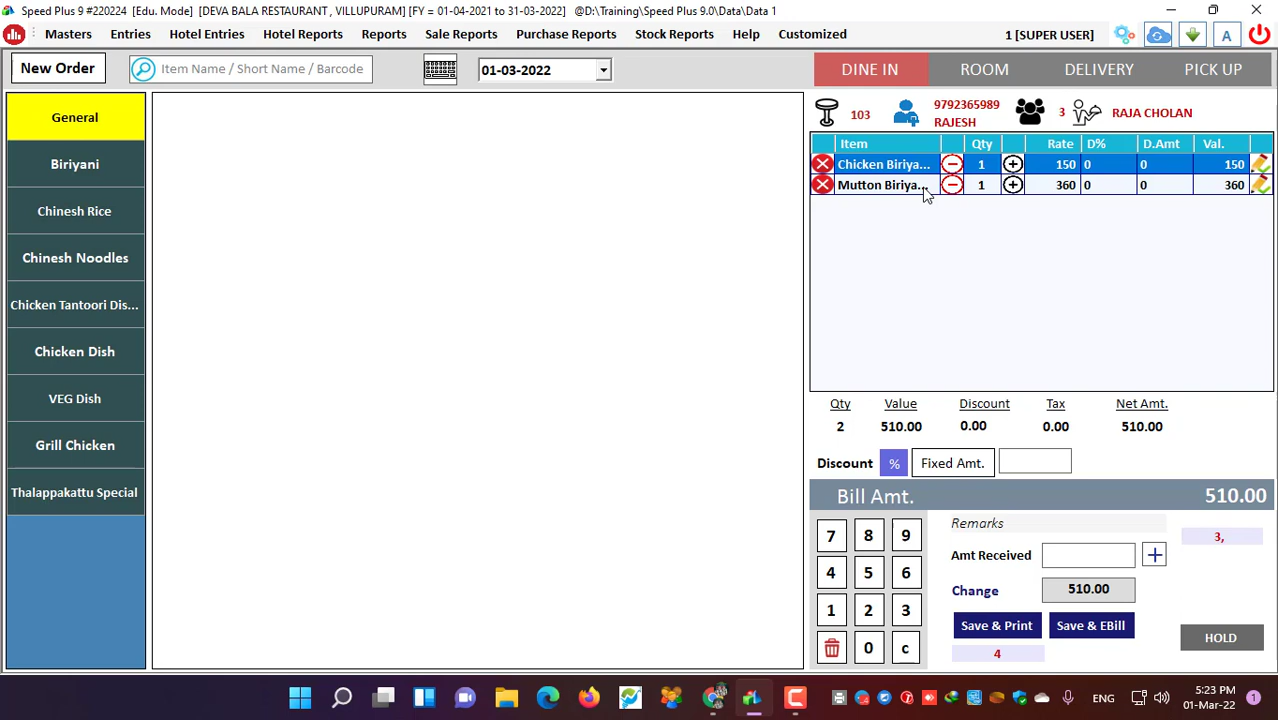 Speed Plus 9 #220224 [Edu. Mode] [DEVA BALA RESTAURANT , VILLUPURAM] [FY = 01-04-2021 to 31-03-2022] @D:\Training\Speed Plus 9.0\Data\Data 1
Masters Entries Hotel Entries Hotel Reports Reports Sale Reports Purchase Reports Stock Reports Help Customized 1 [SUPER USER] A
New Order Item Name / Short Name / Barcode 01-03-2022 DINE IN ROOM DELIVERY PICK UP
General
Biriyani
Chinesh Rice
Chinesh Noodles
Chicken Tantoori Dis...
Chicken Dish
VEG Dish
Grill Chicken
Thalappakattu Special
103 9792365989 3 RAJA CHOLAN
RAJESH
Item Qty Rate D% D.Amt Val.
Chicken Biriya... 1 150 0 0 150
Mutton Biriya... 1 360 0 0 360
Qty Value Discount Tax Net Amt.
2 510.00 0.00 0.00 510.00
Discount % Fixed Amt.
Bill Amt. 510.00
7 8 9
4 5 6
1 2 3
0 c
Remarks
3,
Amt Received
Change 510.00
Save & Print Save & EBill HOLD
4
ENG 5:23 PM 1
01-Mar-22